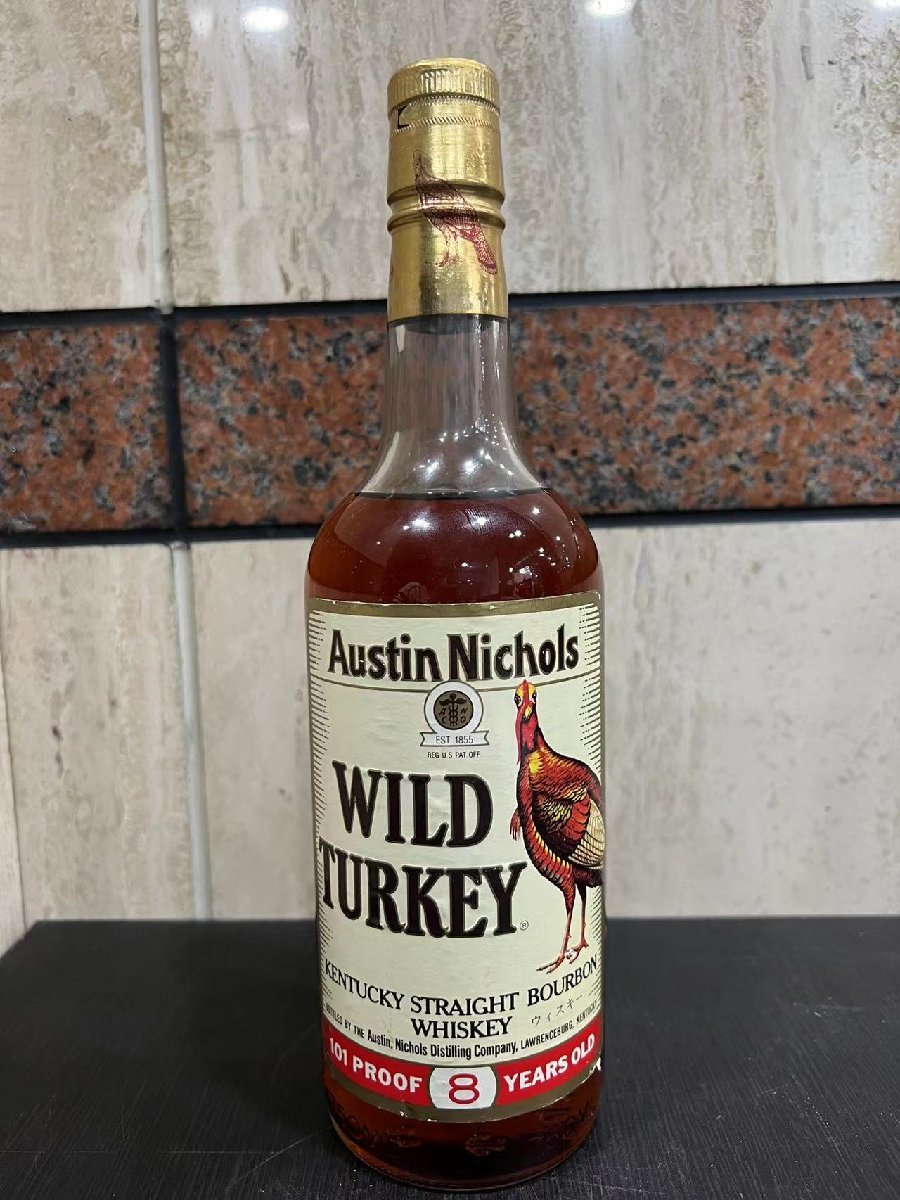 Austin Nichols
EST. 1855
REG. U.S. PAT. OFF.
WILD
TURKEY®
KENTUCKY STRAIGHT BOURBON
WHISKEY ウイスキー
BOTTLED BY THE Austin, Nichols Distilling Company, LAWRENCEBURG, KENTUCKY
101 PROOF 8 YEARS OLD